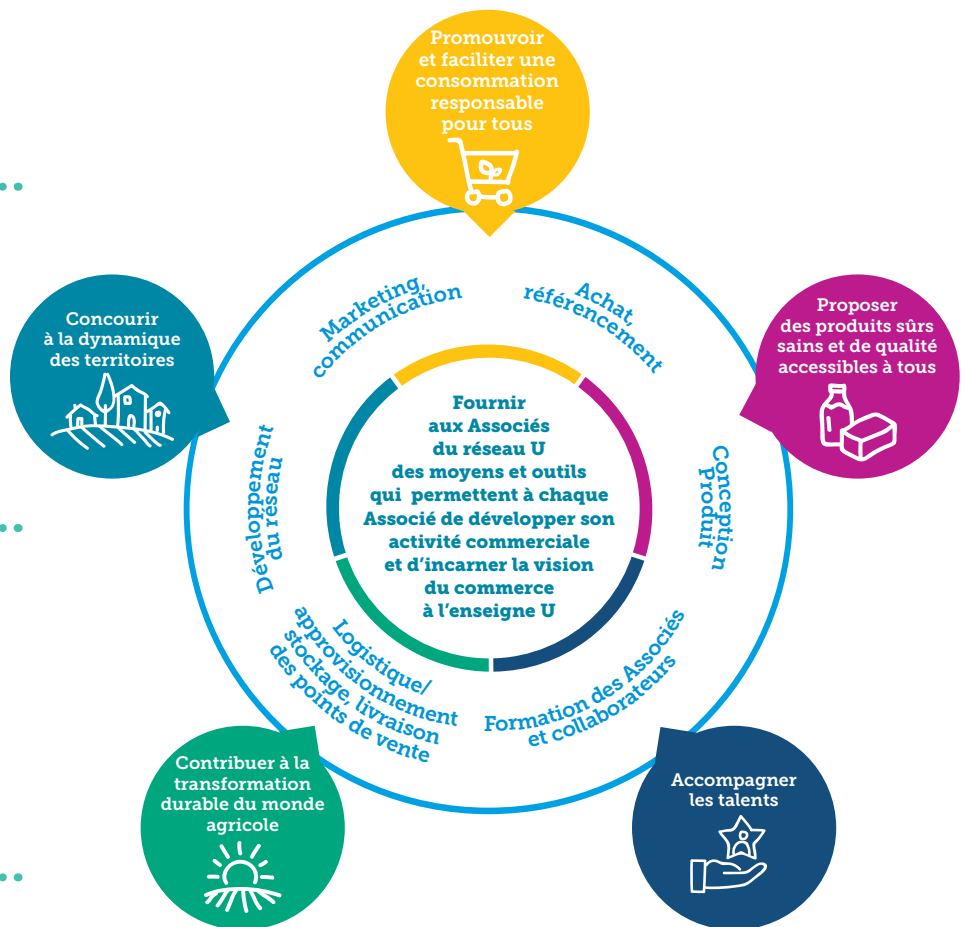 Promouvoir
et faciliter une
consommation
responsable
pour tous
Marketing,
communication
Achat,
référencement
Concourir
à la dynamique
des territoires
Proposer
des produits sûrs
sains et de qualité
accessibles à tous
Fournir
aux Associés
du réseau U
des moyens et outils
qui permettent à chaque
Associé de développer son
activité commerciale
et d'incarner la vision
du commerce
à l'enseigne U
Développement
du réseau
Conception
Produit
Logistique/
approvisionnement
stockage, livraison
des points de vente
Formation des Associés
et collaborateurs
Contribuer à la
transformation
durable du monde
agricole
Accompagner
les talents